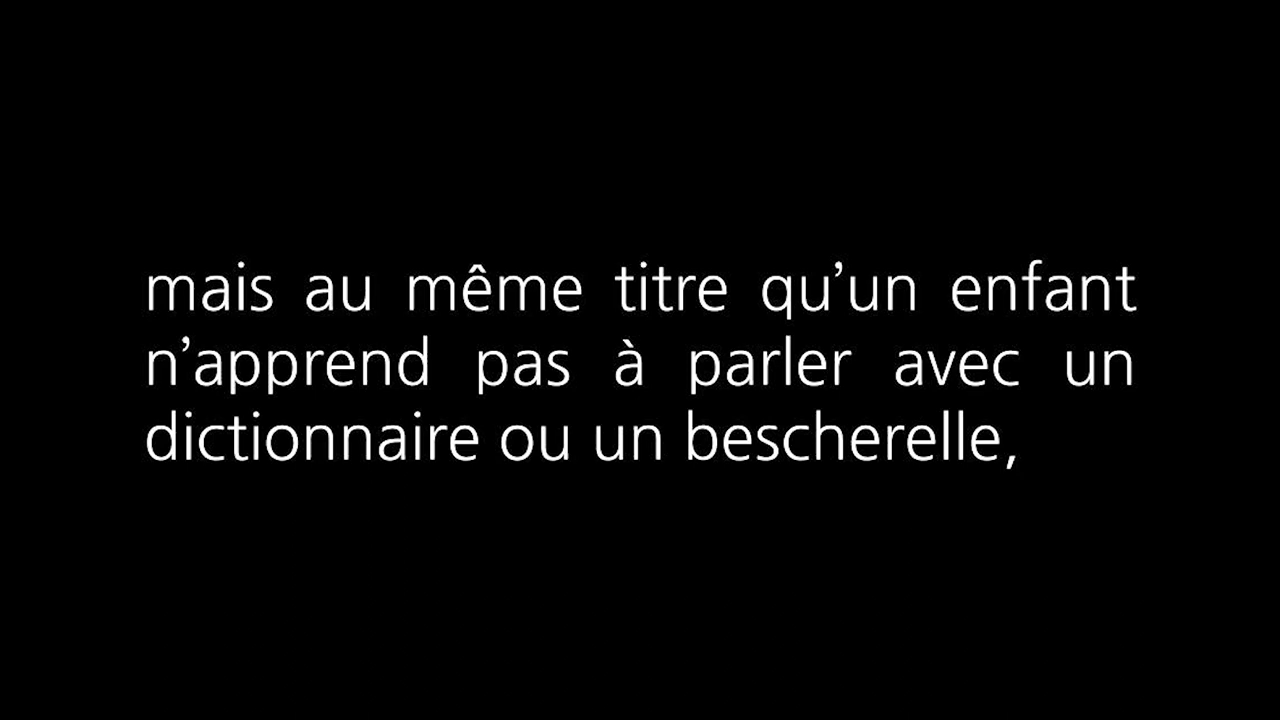 mais au même titre qu’un enfant
n’apprend pas à parler avec un
dictionnaire ou un bescherelle,